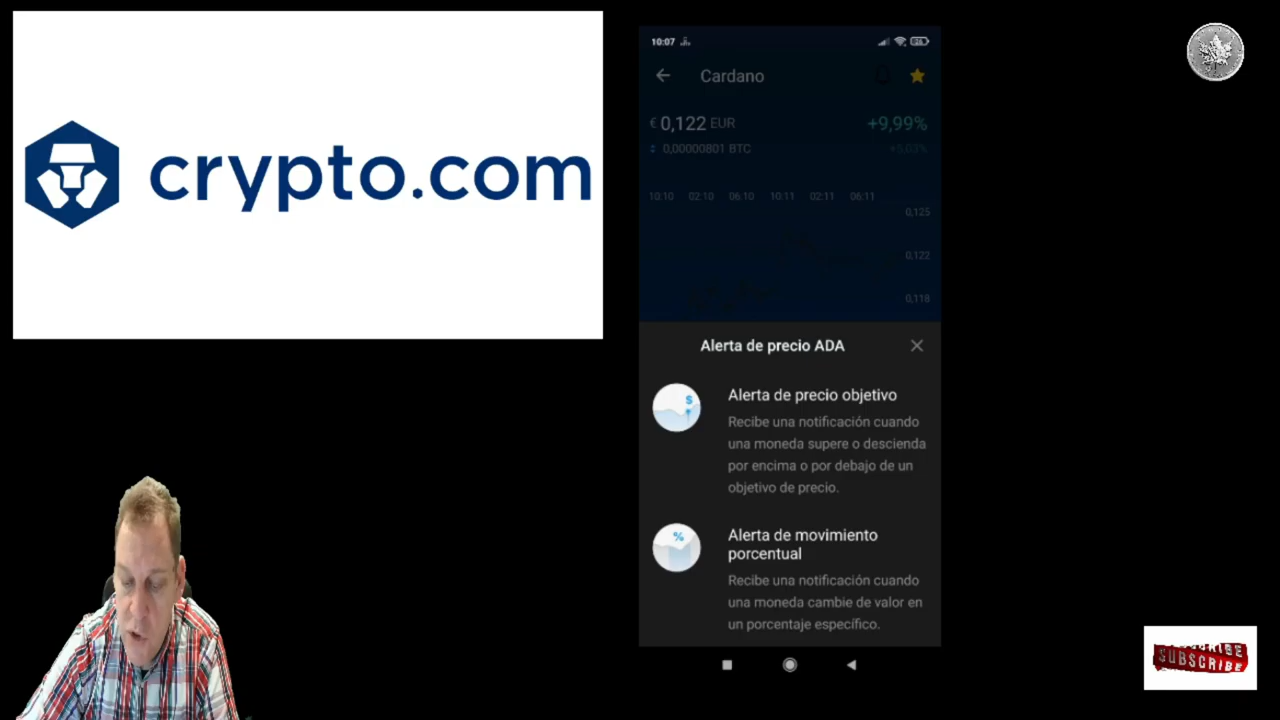 crypto.com
10:07
Cardano
€ 0,122 EUR +9,99%
0,00000801 BTC +5,03%
10:10 02:10 06:10 10:11 02:11 06:11
0,125
0,122
0,118
Alerta de precio ADA
$
Alerta de precio objetivo
Recibe una notificación cuando
una moneda supere o descienda
por encima o por debajo de un
objetivo de precio.
%
Alerta de movimiento
porcentual
Recibe una notificación cuando
una moneda cambie de valor en
un porcentaje específico.
SUBSCRIBE